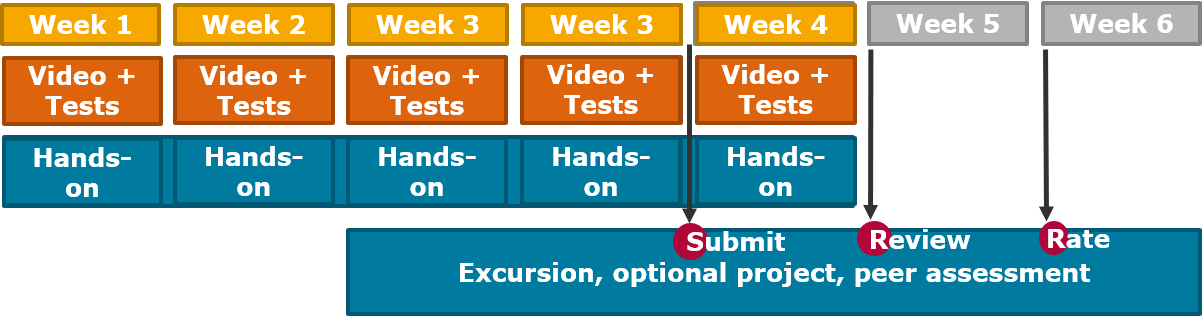 Week 1
Week 2
Week 3
Week 3
Week 4
Week 5
Week 6
Video +
Tests
Video +
Tests
Video +
Tests
Video +
Tests
Video +
Tests
Hands–
on
Hands–
on
Hands–
on
Hands–
on
Hands–
on
Submit
Review
Rate
Excursion, optional project, peer assessment